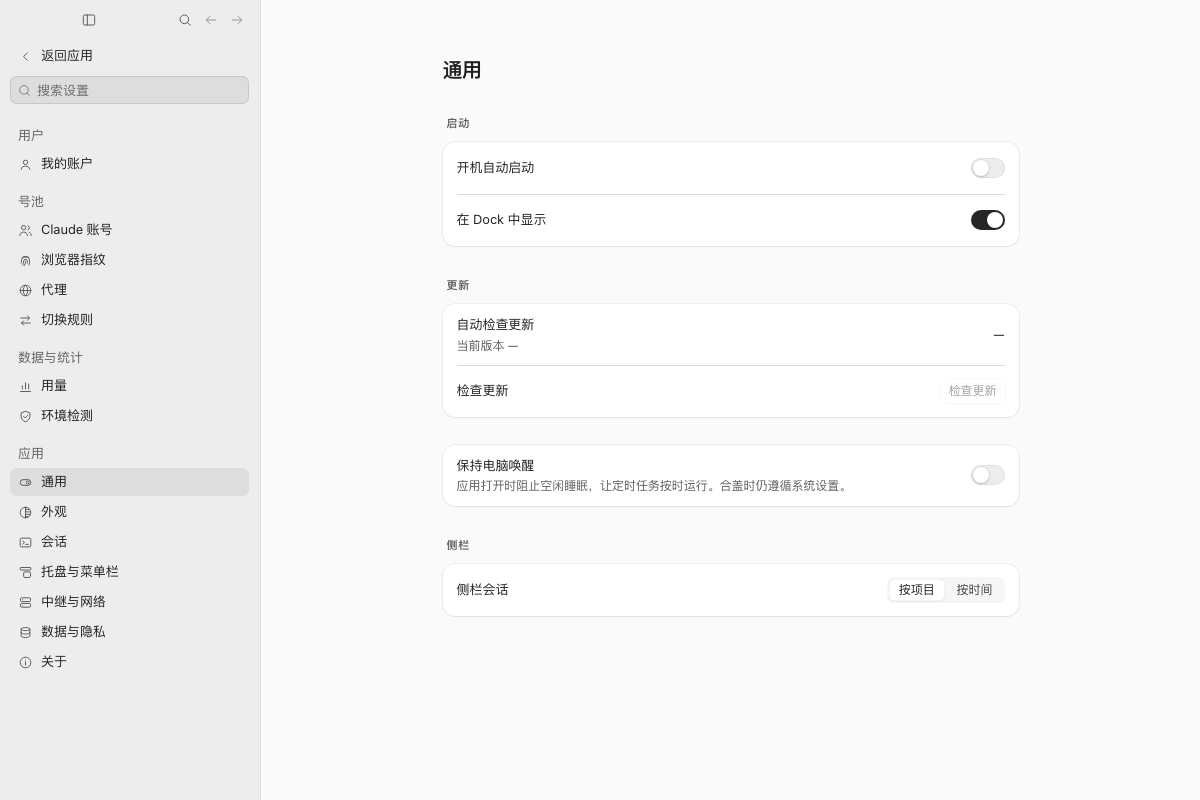 返回应用
搜索设置
用户
我的账户
号池
Claude 账号
浏览器指纹
代理
切换规则
数据与统计
用量
环境检测
应用
通用
外观
会话
托盘与菜单栏
中继与网络
数据与隐私
关于
通用
启动
开机自动启动
在 Dock 中显示
更新
自动检查更新
当前版本 —
—
检查更新
检查更新
保持电脑唤醒
应用打开时阻止空闲睡眠，让定时任务按时运行。合盖时仍遵循系统设置。
侧栏
侧栏会话
按项目
按时间